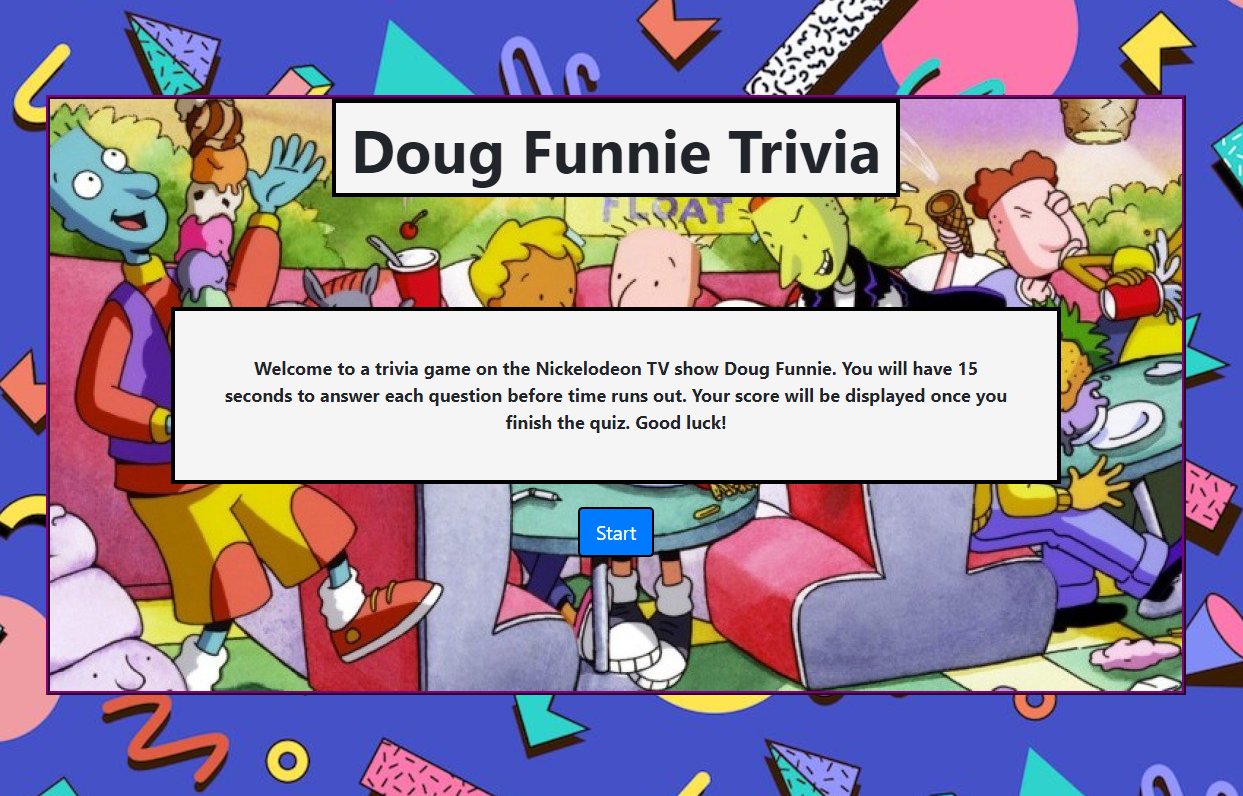 Doug Funnie Trivia
FLOAT
Welcome to a trivia game on the Nickelodeon TV show Doug Funnie. You will have 15
seconds to answer each question before time runs out. Your score will be displayed once you
finish the quiz. Good luck!
Start